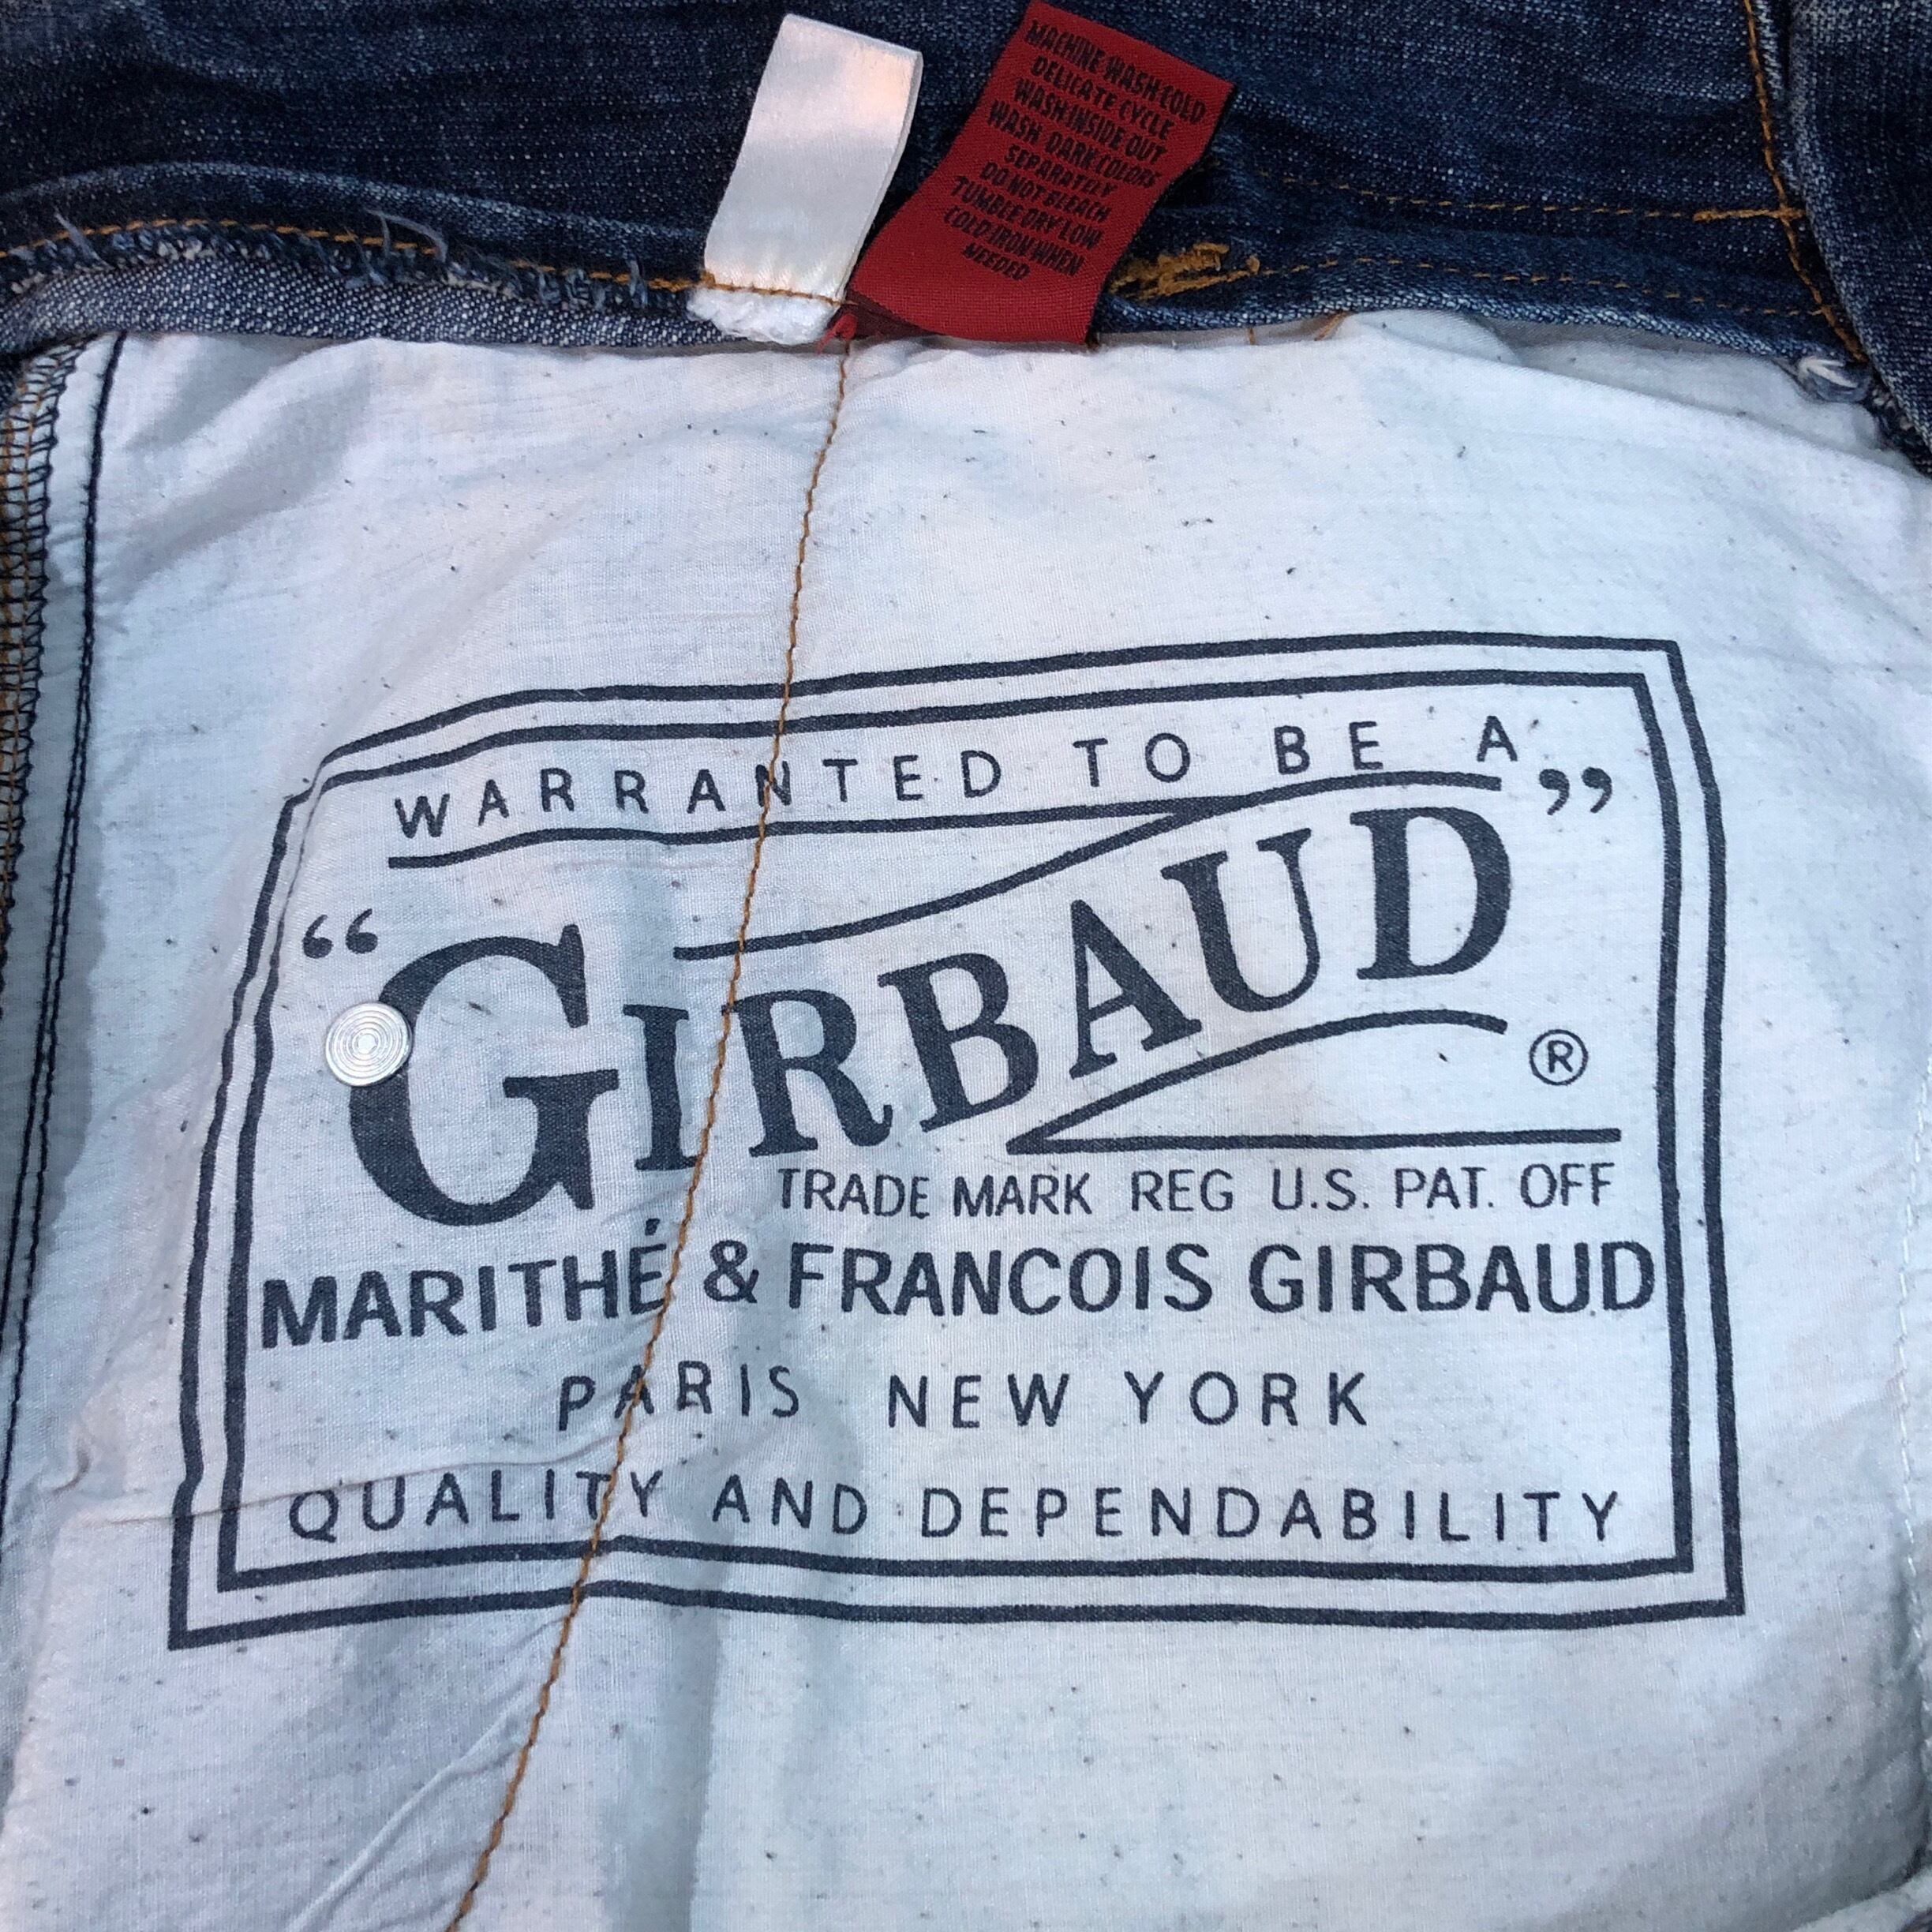 MACHINE WASH COLD
DELICATE CYCLE
WASH INSIDE OUT
WASH DARK COLORS
SEPARATELY
DO NOT BLEACH
TUMBLE DRY LOW
COLD IRON WHEN
NEEDED
WARRANTED TO BE A
“GIRBAUD”
®
TRADE MARK REG U.S. PAT. OFF
MARITHÉ & FRANCOIS GIRBAUD
PARIS NEW YORK
QUALITY AND DEPENDABILITY